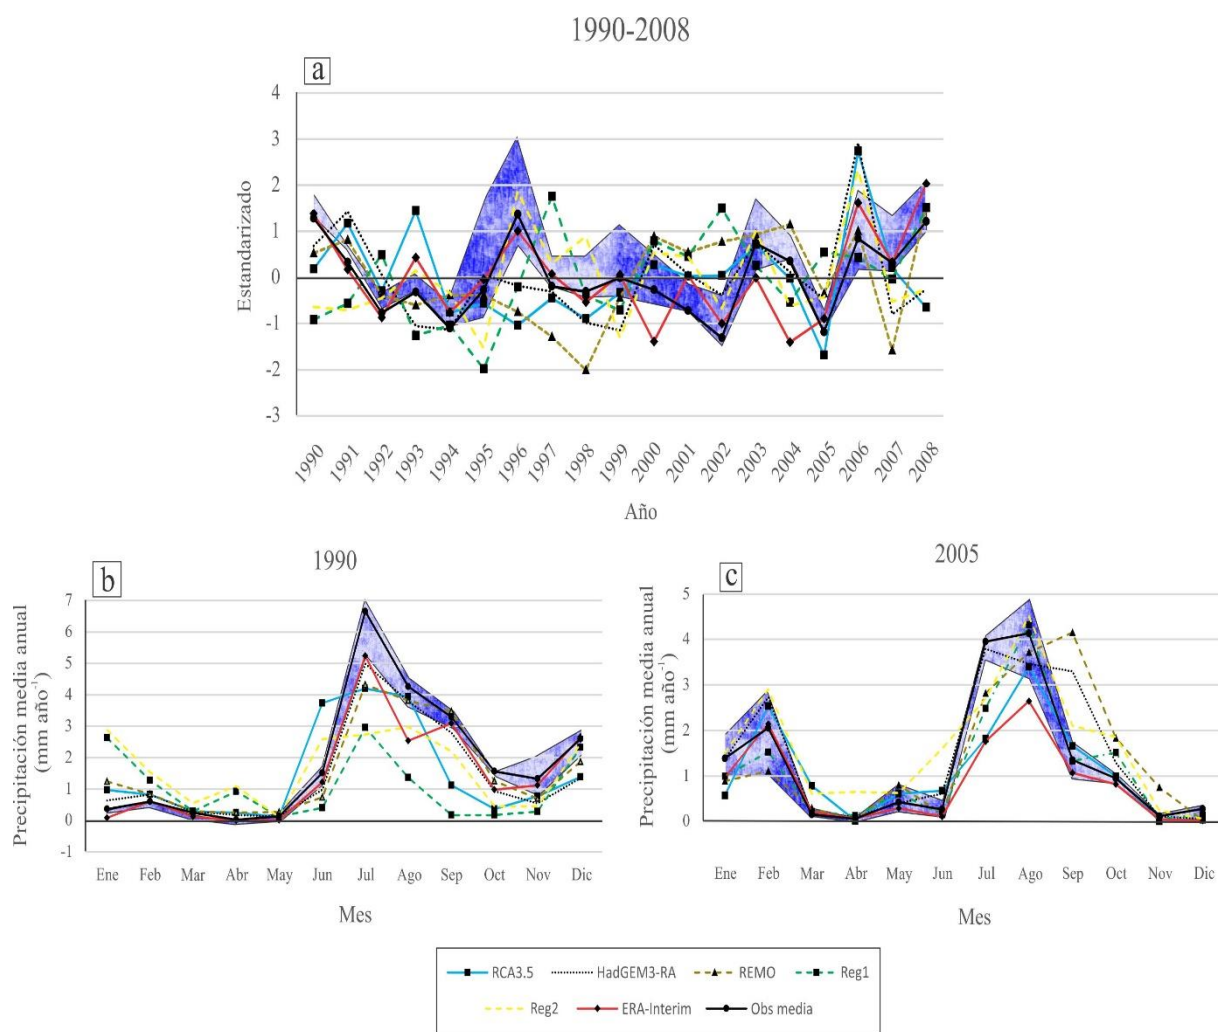 1990-2008
a
4
3
2
1
0
-1
-2
-3
Estandarizado
1990 1991 1992 1993 1994 1995 1996 1997 1998 1999 2000 2001 2002 2003 2004 2005 2006 2007 2008
Año
b
1990
7
6
5
4
3
2
1
0
-1
Precipitación media anual
(mm año-1)
Ene Feb Mar Abr May Jun Jul Ago Sep Oct Nov Dic
Mes
c
2005
5
4
3
2
1
0
Precipitación media anual
(mm año-1)
Ene Feb Mar Abr May Jun Jul Ago Sep Oct Nov Dic
Mes
RCA3.5 HadGEM3-RA REMO Reg1
Reg2 ERA-Interim Obs media